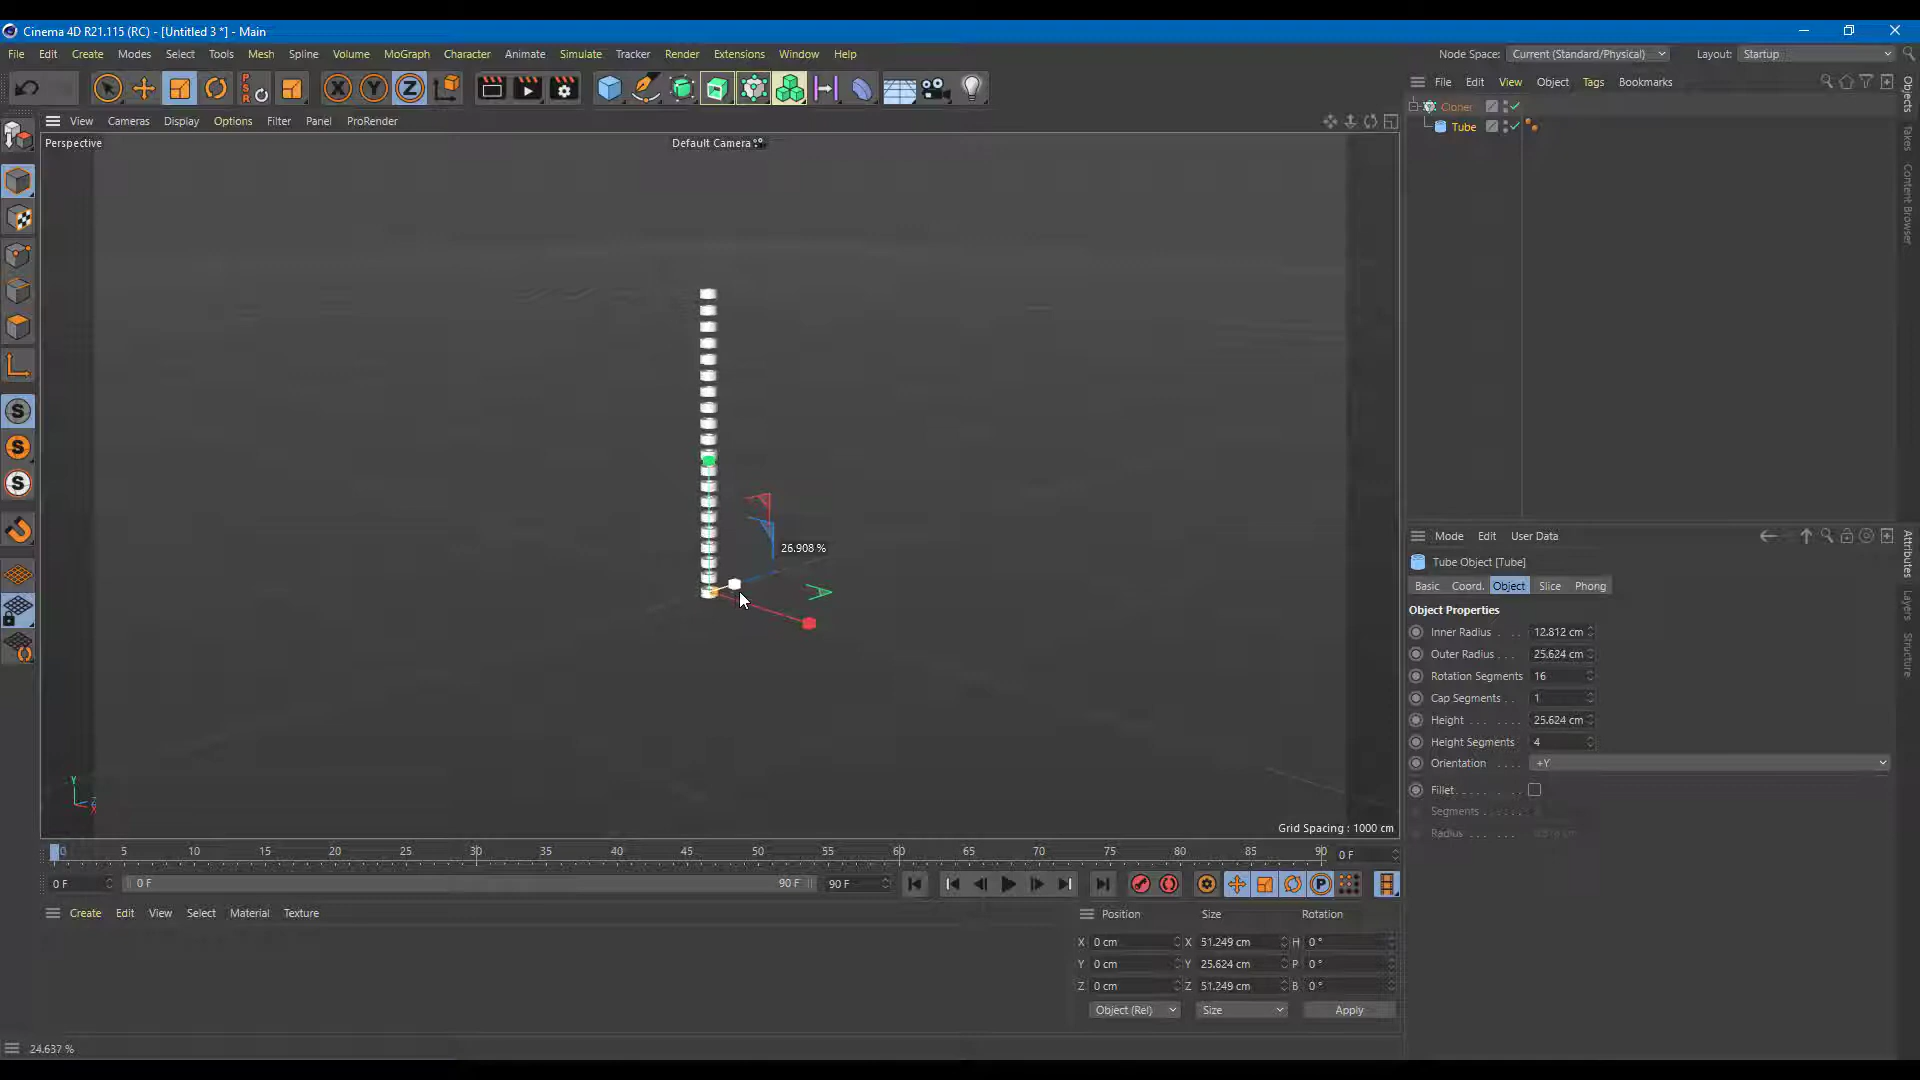 Cinema 4D R21.115 (RC) - [Untitled 3 *] - Main
File Edit Create Modes Select Tools Mesh Spline Volume MoGraph Character Animate Simulate Tracker Render Extensions Window Help Node Space: Current (Standard/Physical) Layout: Startup
File Edit View Object Tags Bookmarks
View Cameras Display Options Filter Panel ProRender
Perspective
Default Camera
Cloner
Tube
Objects
Takes
Content Browser
26.908 %
Mode Edit User Data
Tube Object [Tube]
Basic Coord. Object Slice Phong
Object Properties
Inner Radius . . . . 12.812 cm
Outer Radius . . . 25.624 cm
Rotation Segments 16
Cap Segments . . 1
Height . . . . . . . 25.624 cm
Height Segments 4
Orientation . . . . +Y
Fillet . . . . . . . .
Segments
Radius
Attributes
Layers
Structure
Y
Z
X
Grid Spacing : 1000 cm
0 5 10 15 20 25 30 35 40 45 50 55 60 65 70 75 80 85 90 0 F
0 F 0 F 90 F 90 F
Create Edit View Select Material Texture
Position Size Rotation
X 0 cm X 51.249 cm H 0 °
Y 0 cm Y 25.624 cm P 0 °
Z 0 cm Z 51.249 cm B 0 °
Object (Rel) Size Apply
24.637 %